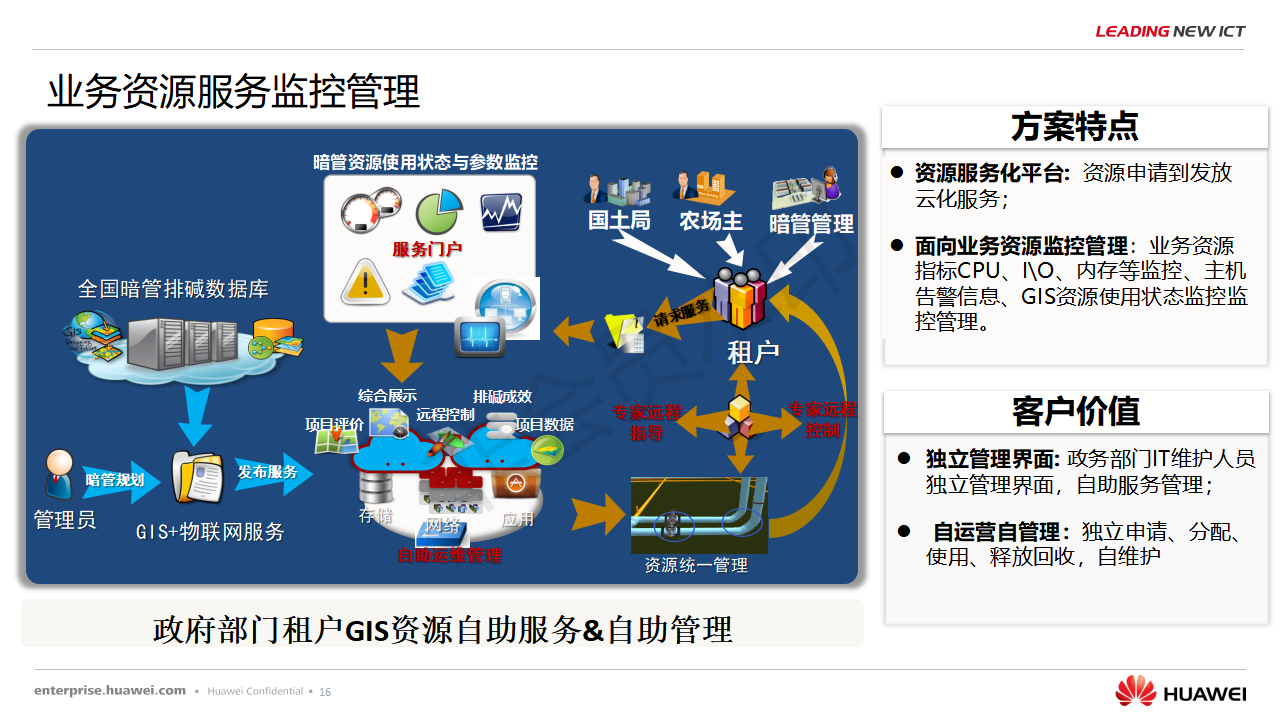 LEADING NEW ICT
业务资源服务监控管理
暗管资源使用状态与参数监控
服务门户
国土局
农场主
暗管管理
全国暗管排碱数据库
GIS
请求服务
租户
综合展示
排碱成效
项目评价
远程控制
项目数据
专家远程
指导
专家远程
控制
管理员
暗管规划
GIS+物联网服务
发布服务
存储
网络
应用
自助运维管理
资源统一管理
政府部门租户GIS资源自助服务&自助管理
方案特点
● 资源服务化平台: 资源申请到发放
云化服务；
● 面向业务资源监控管理：业务资源
指标CPU、I\O、内存等监控、主机
告警信息、GIS资源使用状态监控监
控管理。
客户价值
● 独立管理界面: 政务部门IT维护人员
独立管理界面，自助服务管理；
● 自运营自管理：独立申请、分配、
使用、释放回收，自维护
enterprise.huawei.com ▪ Huawei Confidential ▪ 16
HUAWEI